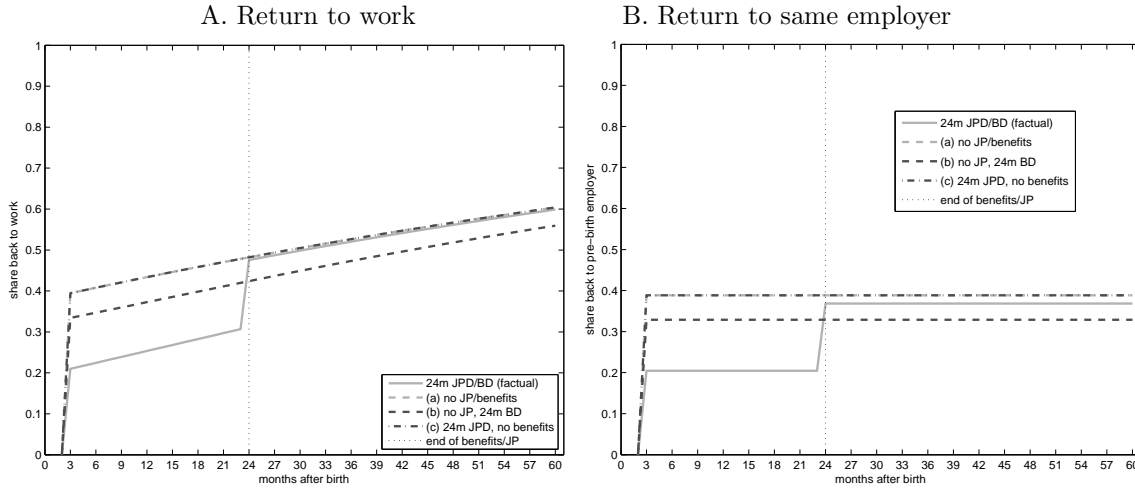 A. Return to work
1
0.9
0.8
0.7
0.6
0.5
0.4
0.3
0.2
0.1
0
share back to work
24m JPD/BD (factual)
(a) no JP/benefits
(b) no JP, 24m BD
(c) 24m JPD, no benefits
end of benefits/JP
0 3 6 9 12 15 18 21 24 27 30 33 36 39 42 45 48 51 54 57 60
months after birth
B. Return to same employer
1
0.9
0.8
0.7
0.6
0.5
0.4
0.3
0.2
0.1
0
share back to pre−birth employer
24m JPD/BD (factual)
(a) no JP/benefits
(b) no JP, 24m BD
(c) 24m JPD, no benefits
end of benefits/JP
0 3 6 9 12 15 18 21 24 27 30 33 36 39 42 45 48 51 54 57 60
months after birth